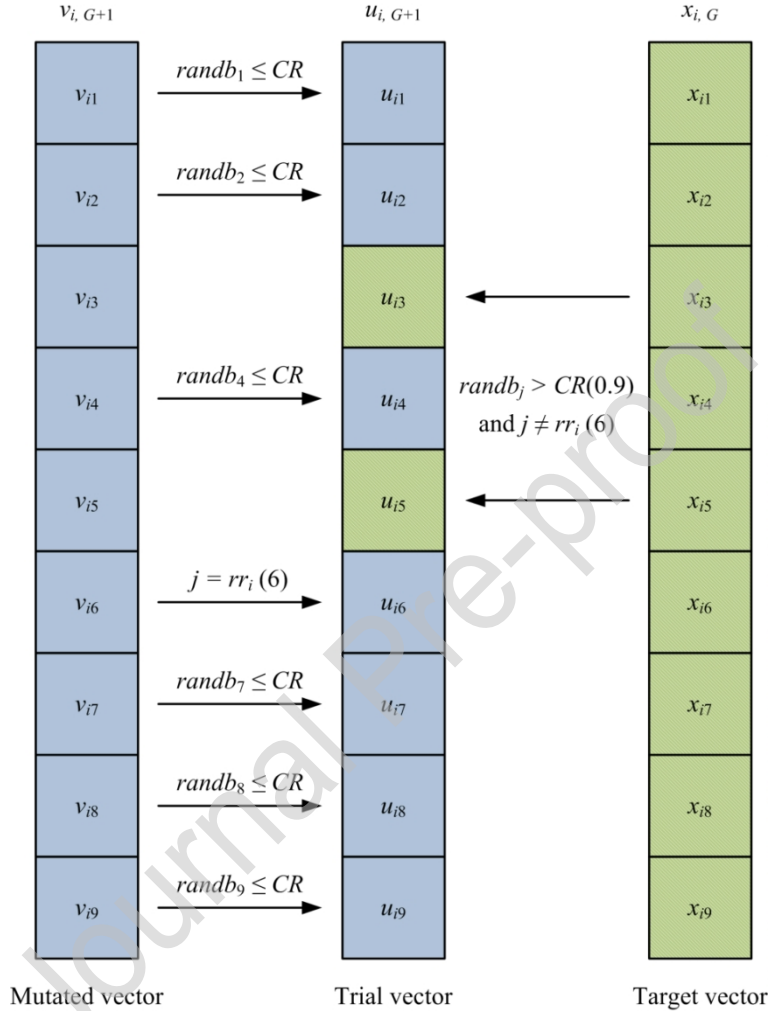 v_{i, G+1} u_{i, G+1} x_{i, G}
v_{i1} randb_1 ≤ CR u_{i1} x_{i1}
v_{i2} randb_2 ≤ CR u_{i2} x_{i2}
v_{i3} u_{i3} x_{i3}
v_{i4} randb_4 ≤ CR u_{i4} randb_j > CR(0.9) x_{i4}
and j ≠ rr_i (6)
v_{i5} u_{i5} x_{i5}
v_{i6} j = rr_i (6) u_{i6} x_{i6}
v_{i7} randb_7 ≤ CR u_{i7} x_{i7}
v_{i8} randb_8 ≤ CR u_{i8} x_{i8}
v_{i9} randb_9 ≤ CR u_{i9} x_{i9}
Mutated vector Trial vector Target vector
Journal Pre-proof